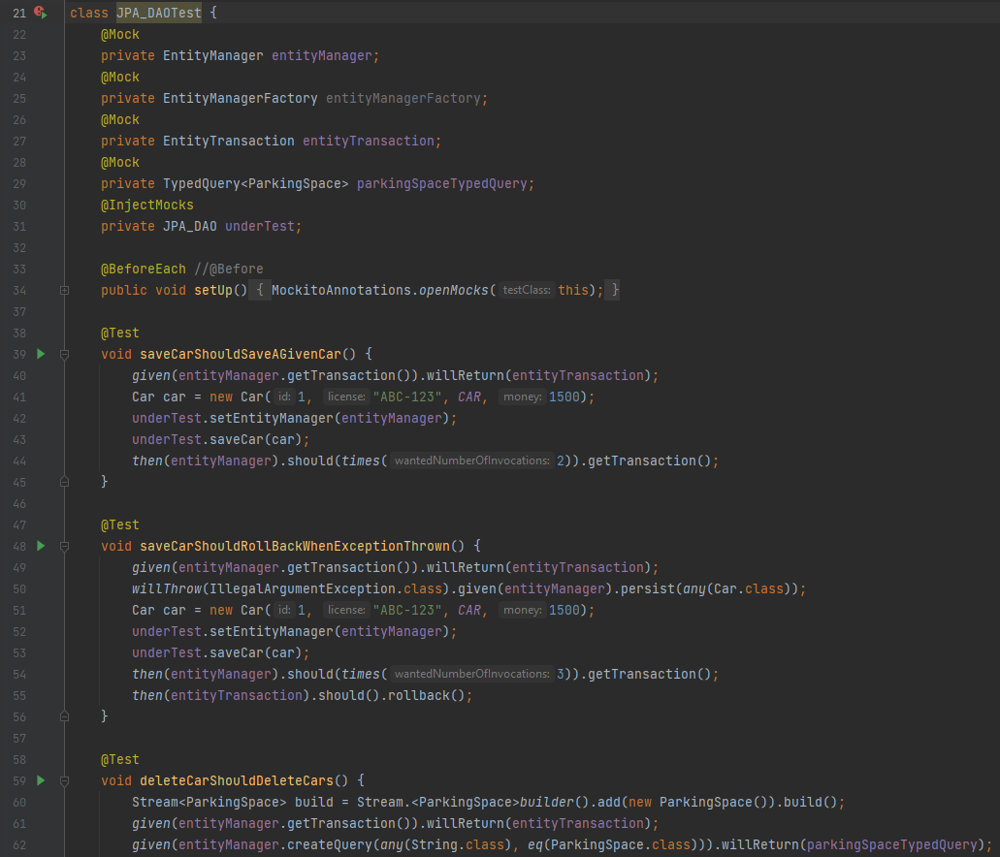 21 class JPA_DAOTest {
22 @Mock
23 private EntityManager entityManager;
24 @Mock
25 private EntityManagerFactory entityManagerFactory;
26 @Mock
27 private EntityTransaction entityTransaction;
28 @Mock
29 private TypedQuery<ParkingSpace> parkingSpaceTypedQuery;
30 @InjectMocks
31 private JPA_DAO underTest;
32
33 @BeforeEach //@Before
34 public void setUp() { MockitoAnnotations.openMocks( testClass: this); }
37
38 @Test
39 void saveCarShouldSaveAGivenCar() {
40 given(entityManager.getTransaction()).willReturn(entityTransaction);
41 Car car = new Car( id: 1, license: "ABC-123", CAR, money: 1500);
42 underTest.setEntityManager(entityManager);
43 underTest.saveCar(car);
44 then(entityManager).should(times( wantedNumberOfInvocations: 2)).getTransaction();
45 }
46
47 @Test
48 void saveCarShouldRollBackWhenExceptionThrown() {
49 given(entityManager.getTransaction()).willReturn(entityTransaction);
50 willThrow(IllegalArgumentException.class).given(entityManager).persist(any(Car.class));
51 Car car = new Car( id: 1, license: "ABC-123", CAR, money: 1500);
52 underTest.setEntityManager(entityManager);
53 underTest.saveCar(car);
54 then(entityManager).should(times( wantedNumberOfInvocations: 3)).getTransaction();
55 then(entityTransaction).should().rollback();
56 }
57
58 @Test
59 void deleteCarShouldDeleteCars() {
60 Stream<ParkingSpace> build = Stream.<ParkingSpace>builder().add(new ParkingSpace()).build();
61 given(entityManager.getTransaction()).willReturn(entityTransaction);
62 given(entityManager.createQuery(any(String.class), eq(ParkingSpace.class))).willReturn(parkingSpaceTypedQuery);